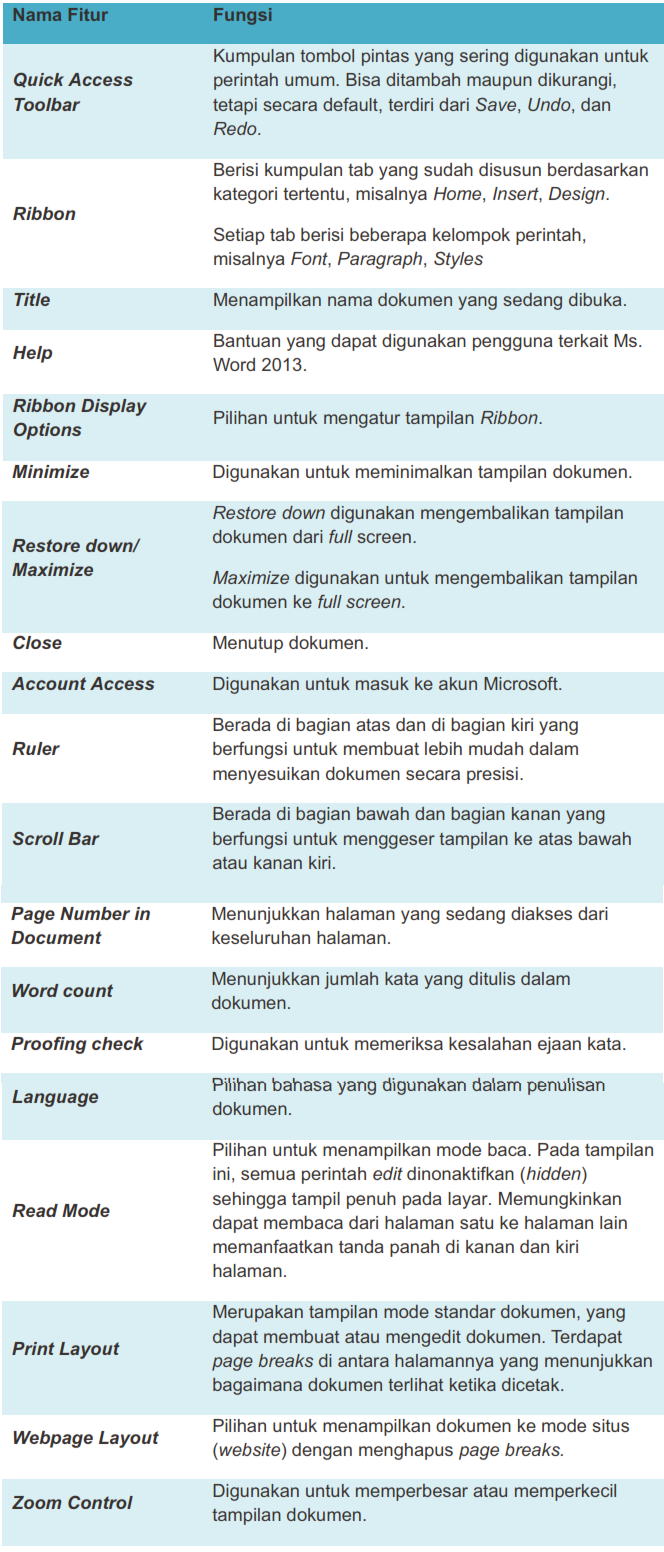 Nama Fitur Fungsi
Quick Access
Toolbar
Kumpulan tombol pintas yang sering digunakan untuk
perintah umum. Bisa ditambah maupun dikurangi,
tetapi secara default, terdiri dari Save, Undo, dan
Redo.
Ribbon
Berisi kumpulan tab yang sudah disusun berdasarkan
kategori tertentu, misalnya Home, Insert, Design.
Setiap tab berisi beberapa kelompok perintah,
misalnya Font, Paragraph, Styles
Title
Menampilkan nama dokumen yang sedang dibuka.
Help
Bantuan yang dapat digunakan pengguna terkait Ms.
Word 2013.
Ribbon Display
Options
Pilihan untuk mengatur tampilan Ribbon.
Minimize
Digunakan untuk meminimalkan tampilan dokumen.
Restore down/
Maximize
Restore down digunakan mengembalikan tampilan
dokumen dari full screen.
Maximize digunakan untuk mengembalikan tampilan
dokumen ke full screen.
Close
Menutup dokumen.
Account Access
Digunakan untuk masuk ke akun Microsoft.
Ruler
Berada di bagian atas dan di bagian kiri yang
berfungsi untuk membuat lebih mudah dalam
menyesuikan dokumen secara presisi.
Scroll Bar
Berada di bagian bawah dan bagian kanan yang
berfungsi untuk menggeser tampilan ke atas bawah
atau kanan kiri.
Page Number in
Document
Menunjukkan halaman yang sedang diakses dari
keseluruhan halaman.
Word count
Menunjukkan jumlah kata yang ditulis dalam
dokumen.
Proofing check
Digunakan untuk memeriksa kesalahan ejaan kata.
Language
Pilihan bahasa yang digunakan dalam penulisan
dokumen.
Read Mode
Pilihan untuk menampilkan mode baca. Pada tampilan
ini, semua perintah edit dinonaktifkan (hidden)
sehingga tampil penuh pada layar. Memungkinkan
dapat membaca dari halaman satu ke halaman lain
memanfaatkan tanda panah di kanan dan kiri
halaman.
Print Layout
Merupakan tampilan mode standar dokumen, yang
dapat membuat atau mengedit dokumen. Terdapat
page breaks di antara halamannya yang menunjukkan
bagaimana dokumen terlihat ketika dicetak.
Webpage Layout
Pilihan untuk menampilkan dokumen ke mode situs
(website) dengan menghapus page breaks.
Zoom Control
Digunakan untuk memperbesar atau memperkecil
tampilan dokumen.